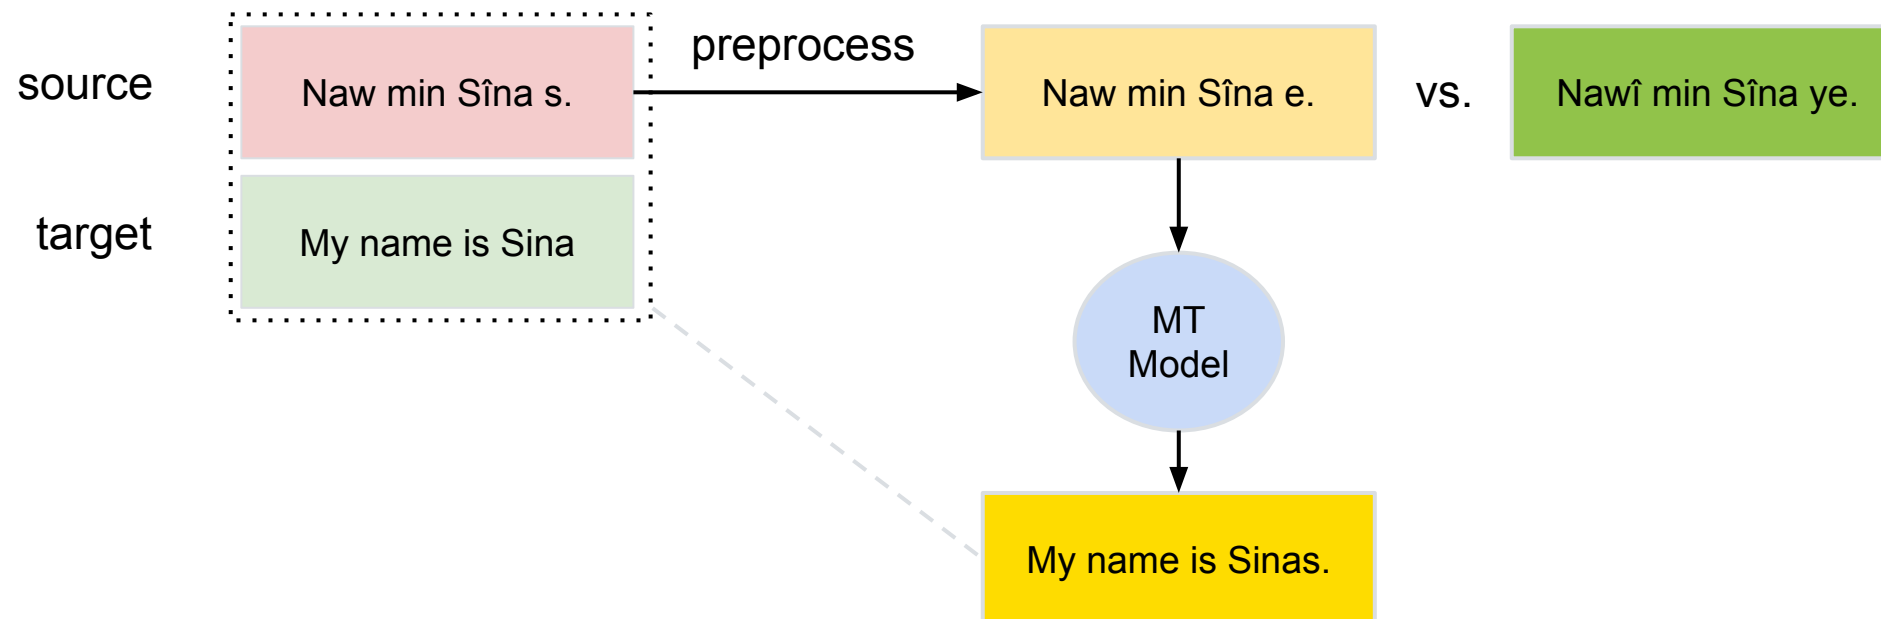 source
Naw min Sîna s.
preprocess
Naw min Sîna e.
vs.
Nawî min Sîna ye.
target
My name is Sina
MT
Model
My name is Sinas.